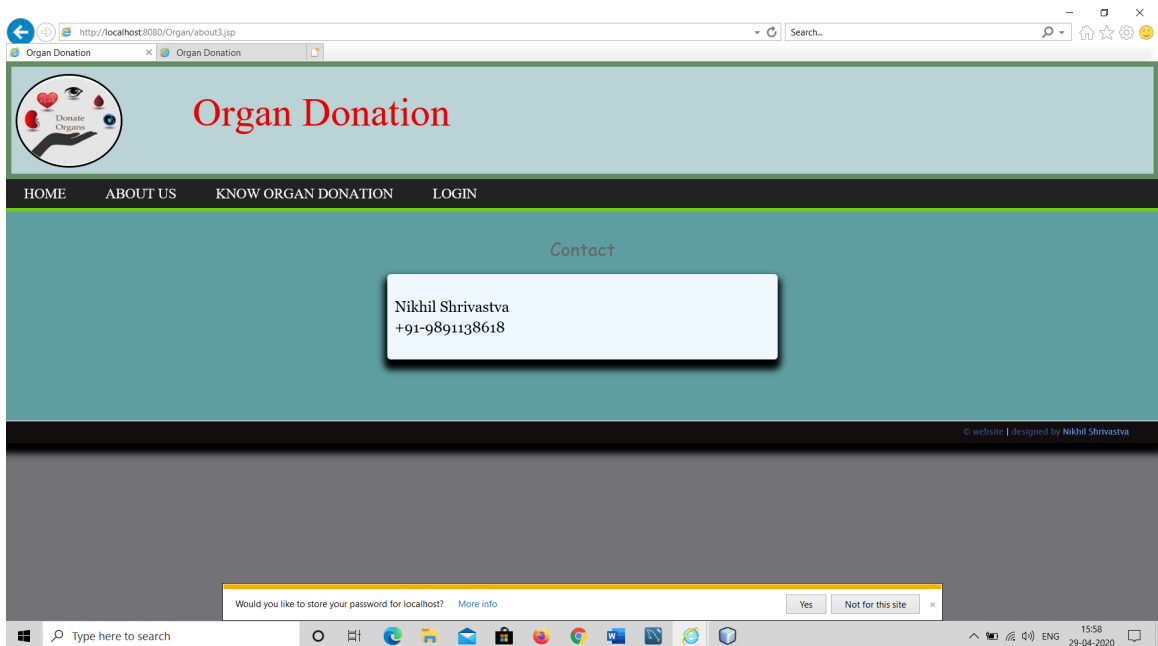 http://localhost:8080/Organ/about3.jsp
Search...
Organ Donation
Organ Donation
Donate
Organs
Organ Donation
HOME ABOUT US KNOW ORGAN DONATION LOGIN
Contact
Nikhil Shrivastva
+91-9891138618
© website | designed by Nikhil Shrivastva
Would you like to store your password for localhost? More info Yes Not for this site
Type here to search
ENG
15:58
29-04-2020